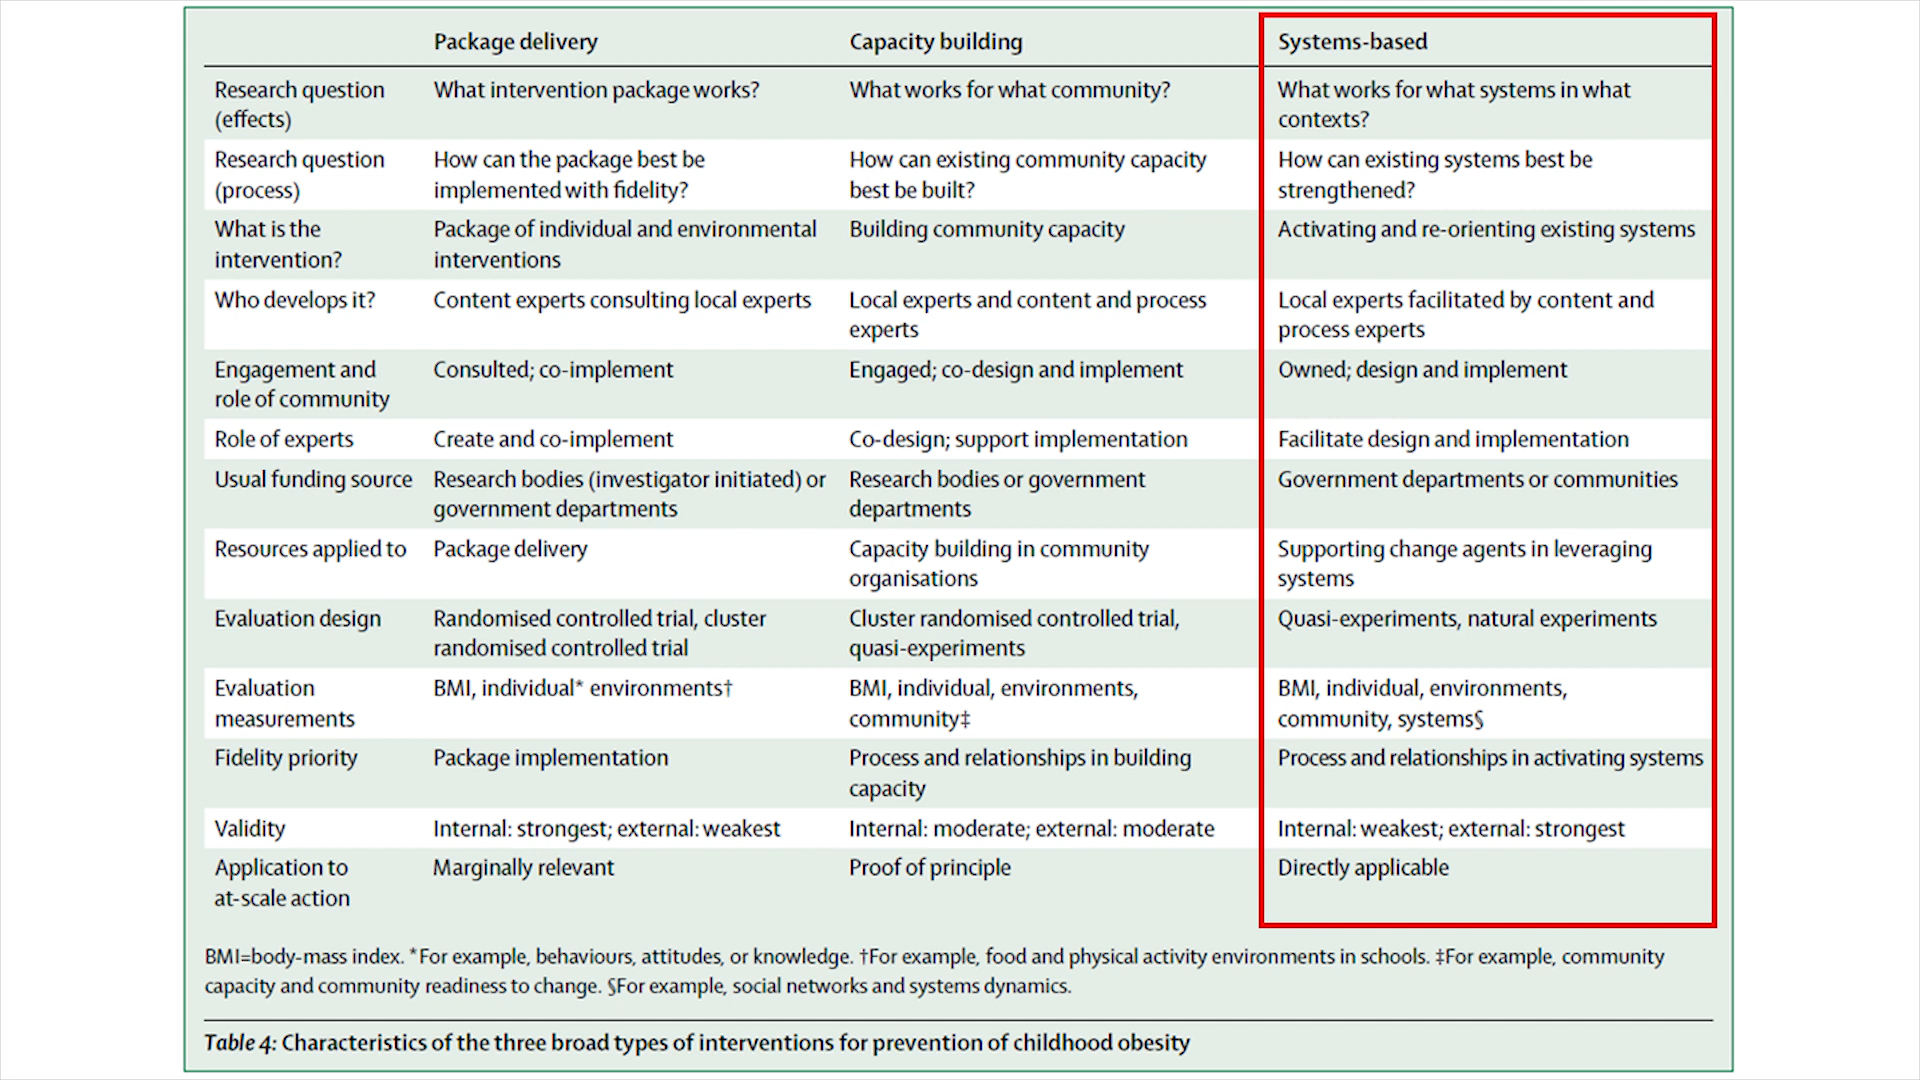 Package delivery Capacity building Systems-based
Research question What intervention package works? What works for what community? What works for what systems in what
(effects) contexts?
Research question How can the package best be How can existing community capacity How can existing systems best be
(process) implemented with fidelity? best be built? strengthened?
What is the Package of individual and environmental Building community capacity Activating and re-orienting existing systems
intervention? interventions
Who develops it? Content experts consulting local experts Local experts and content and process Local experts facilitated by content and
experts process experts
Engagement and Consulted; co-implement Engaged; co-design and implement Owned; design and implement
role of community
Role of experts Create and co-implement Co-design; support implementation Facilitate design and implementation
Usual funding source Research bodies (investigator initiated) or Research bodies or government Government departments or communities
government departments departments
Resources applied to Package delivery Capacity building in community Supporting change agents in leveraging
organisations systems
Evaluation design Randomised controlled trial, cluster Cluster randomised controlled trial, Quasi-experiments, natural experiments
randomised controlled trial quasi-experiments
Evaluation BMI, individual* environments† BMI, individual, environments, BMI, individual, environments,
measurements community‡ community, systems§
Fidelity priority Package implementation Process and relationships in building Process and relationships in activating systems
capacity
Validity Internal: strongest; external: weakest Internal: moderate; external: moderate Internal: weakest; external: strongest
Application to Marginally relevant Proof of principle Directly applicable
at-scale action
BMI=body-mass index. *For example, behaviours, attitudes, or knowledge. †For example, food and physical activity environments in schools. ‡For example, community
capacity and community readiness to change. §For example, social networks and systems dynamics.
Table 4: Characteristics of the three broad types of interventions for prevention of childhood obesity